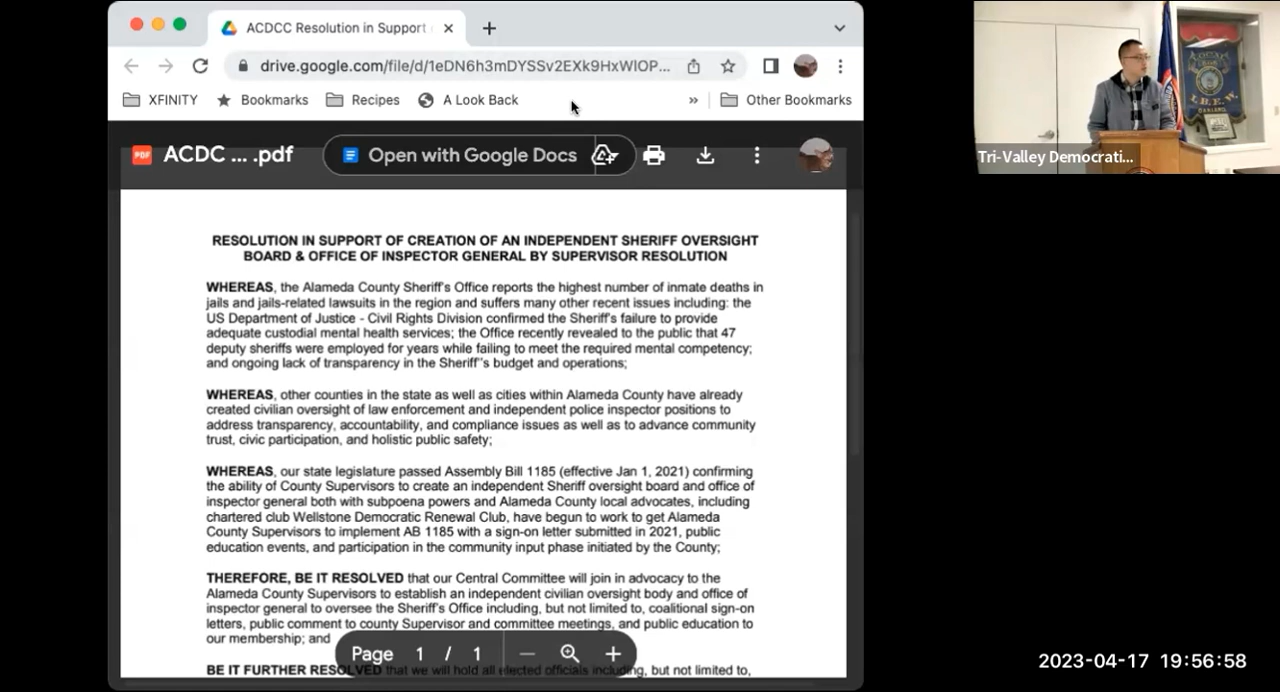 ACDCC Resolution in Support
drive.google.com/file/d/1eDN6h3mDYSSv2EXk9HxWlOP...
XFINITY Bookmarks Recipes A Look Back » Other Bookmarks
PDF ACDC ... .pdf Open with Google Docs
RESOLUTION IN SUPPORT OF CREATION OF AN INDEPENDENT SHERIFF OVERSIGHT
BOARD & OFFICE OF INSPECTOR GENERAL BY SUPERVISOR RESOLUTION
WHEREAS, the Alameda County Sheriff's Office reports the highest number of inmate deaths in
jails and jails-related lawsuits in the region and suffers many other recent issues including: the
US Department of Justice - Civil Rights Division confirmed the Sheriff's failure to provide
adequate custodial mental health services; the Office recently revealed to the public that 47
deputy sheriffs were employed for years while failing to meet the required mental competency;
and ongoing lack of transparency in the Sheriff"s budget and operations;
WHEREAS, other counties in the state as well as cities within Alameda County have already
created civilian oversight of law enforcement and independent police inspector positions to
address transparency, accountability, and compliance issues as well as to advance community
trust, civic participation, and holistic public safety;
WHEREAS, our state legislature passed Assembly Bill 1185 (effective Jan 1, 2021) confirming
the ability of County Supervisors to create an independent Sheriff oversight board and office of
inspector general both with subpoena powers and Alameda County local advocates, including
chartered club Wellstone Democratic Renewal Club, have begun to work to get Alameda
County Supervisors to implement AB 1185 with a sign-on letter submitted in 2021, public
education events, and participation in the community input phase initiated by the County;
THEREFORE, BE IT RESOLVED that our Central Committee will join in advocacy to the
Alameda County Supervisors to establish an independent civilian oversight body and office of
inspector general to oversee the Sheriff's Office including, but not limited to, coalitional sign-on
letters, public comment to county Supervisor and committee meetings, and public education to
our membership; and
Page 1 / 1
BE IT FURTHER RESOLVED that we will hold all elected officials including, but not limited to,
Tri-Valley Democrati...
I.B.E.W.
2023-04-17 19:56:58